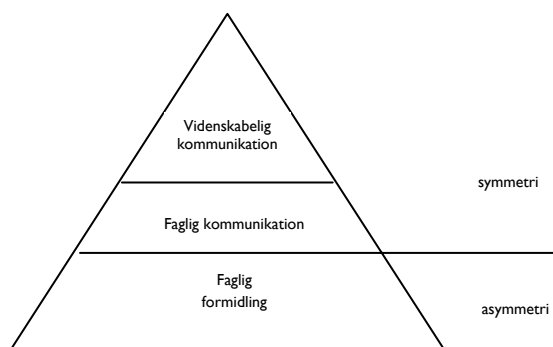 Videnskabelig
kommunikation
symmetri
Faglig kommunikation
Faglig
formidling
asymmetri